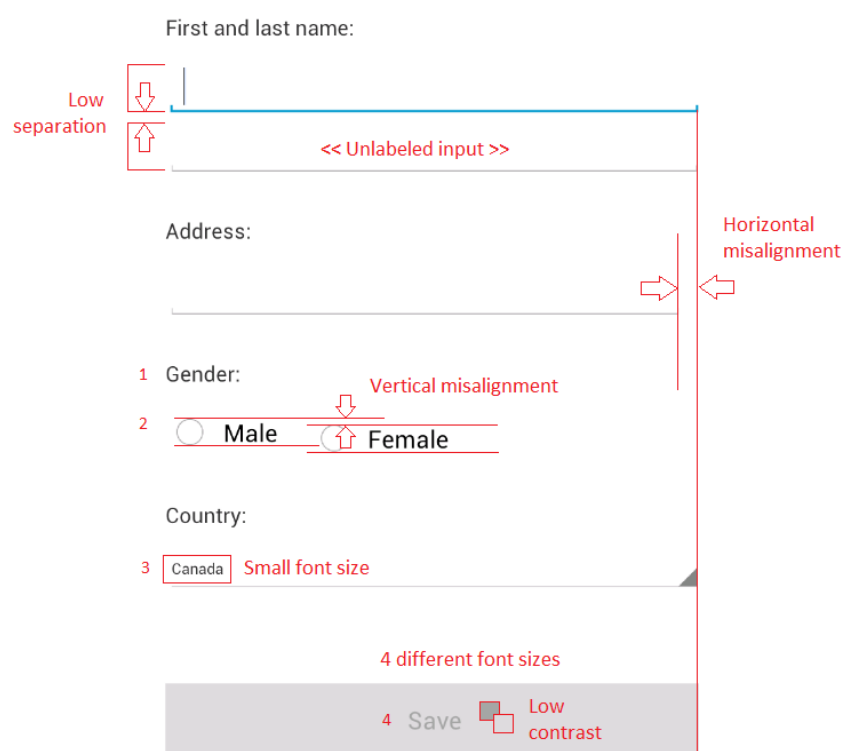 First and last name:
Low
separation
<< Unlabeled input >>
Address:
Horizontal
misalignment
1 Gender:
Vertical misalignment
2
Male
Female
Country:
3 Canada Small font size
4 different font sizes
4 Save
Low
contrast